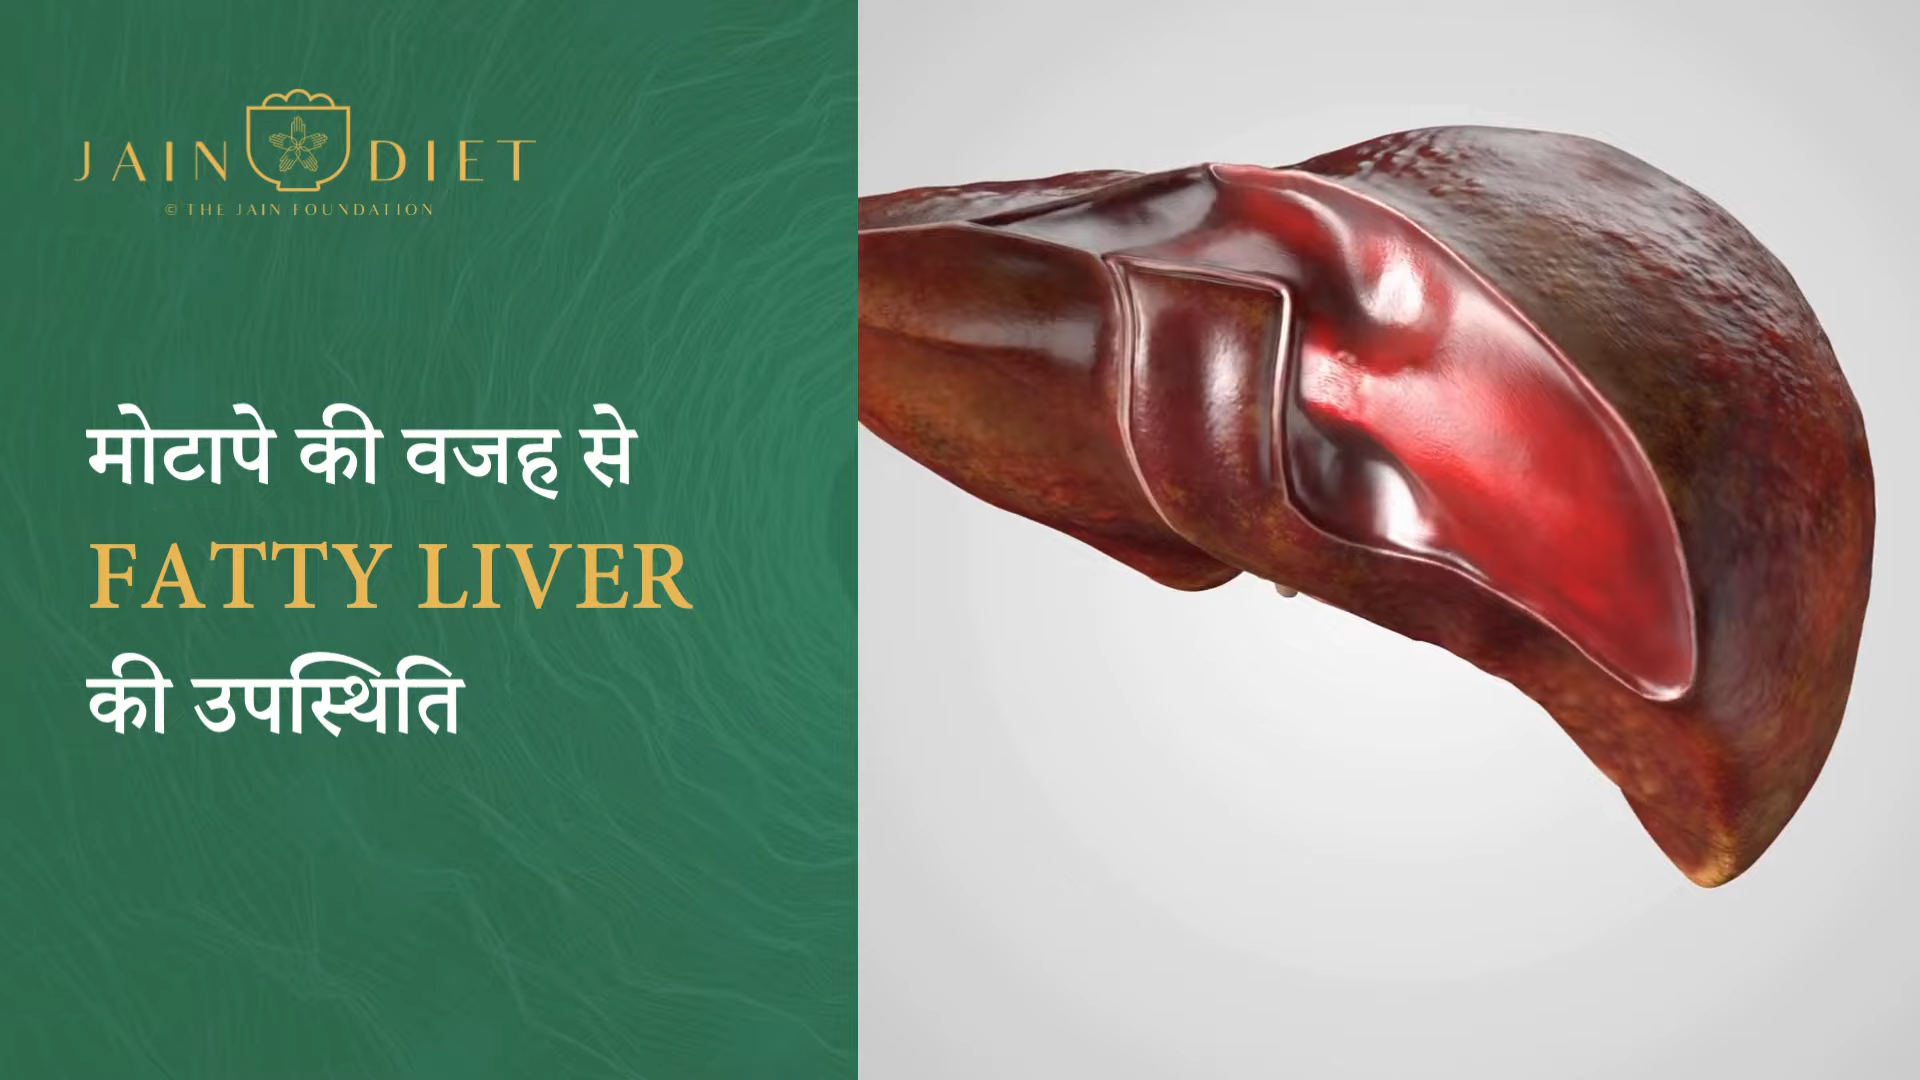 JAIN DIET
© THE JAIN FOUNDATION
मोटापे की वजह से
FATTY LIVER
की उपस्थिति